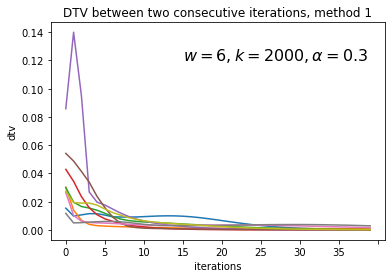 DTV between two consecutive iterations, method 1
w = 6, k = 2000, α = 0.3
0.14
0.12
0.10
0.08
0.06
0.04
0.02
0.00
dtv
0 5 10 15 20 25 30 35
iterations